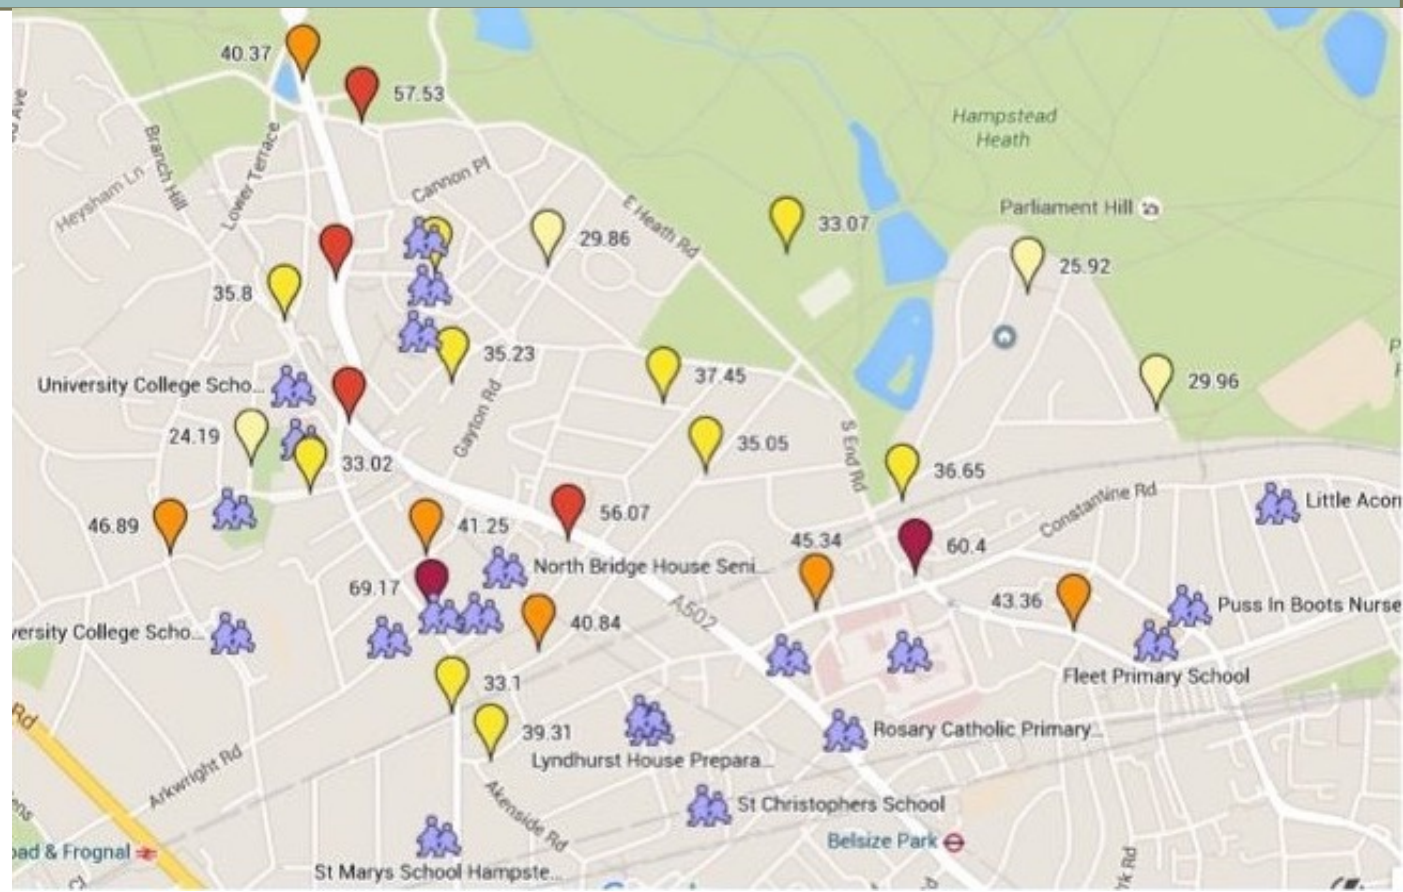 40.37
57.53
Branch Hill
Lower Terrace
Heysham Ln
Cannon Pl
E Heath Rd
Hampstead
Heath
Parliament Hill
33.07
29.86
25.92
35.8
35.23
37.45
29.96
University College Scho...
24.19
33.02
Gayton Rd
35.05
S End Rd
36.65
Constantine Rd
Little Acon
46.89
41.25
56.07
45.34
60.4
North Bridge House Seni...
69.17
43.36
Puss In Boots Nurse
40.84
A502
versity College Scho...
Fleet Primary School
33.1
39.31
Rosary Catholic Primary...
Rd
Lyndhurst House Prepara...
Arkwright Rd
Akenside Rd
St Christophers School
Belsize Park
oad & Frognal
St Marys School Hampste...